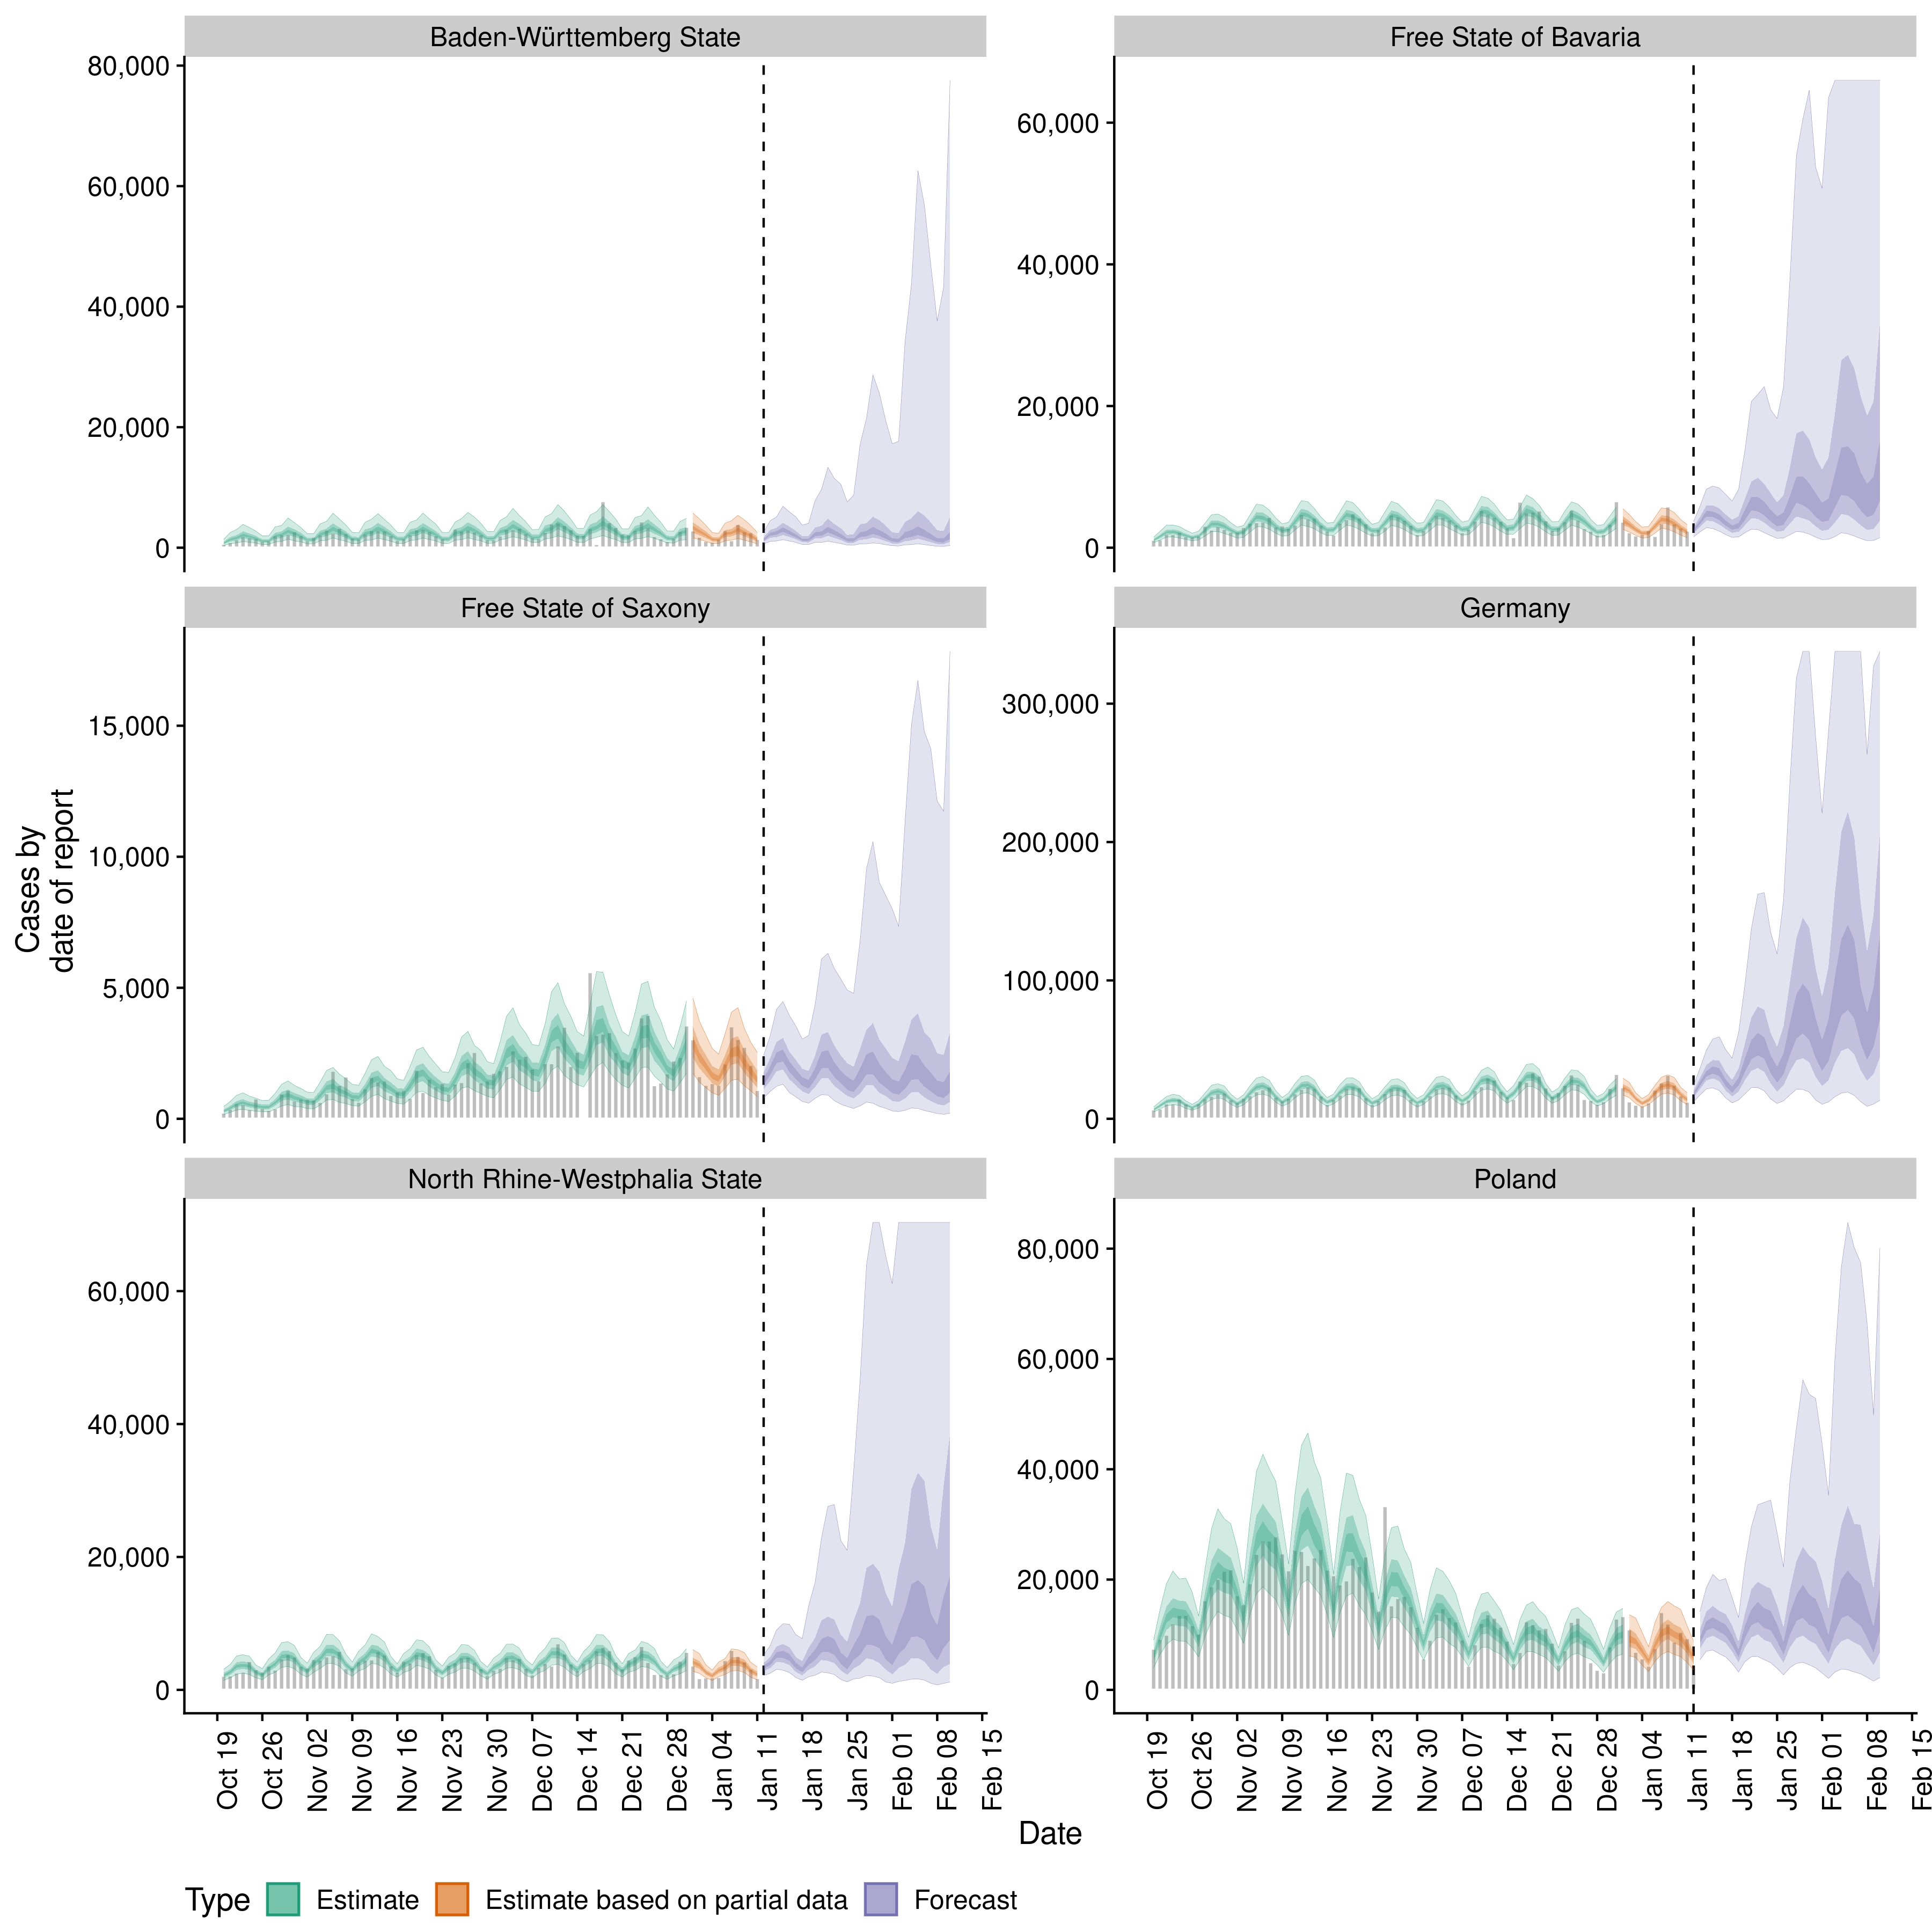 Baden-Württemberg State
Free State of Bavaria
80,000
60,000
40,000
20,000
0
60,000
40,000
20,000
0
Free State of Saxony
Germany
15,000
10,000
5,000
0
300,000
200,000
100,000
0
Cases by
date of report
North Rhine-Westphalia State
Poland
60,000
40,000
20,000
0
80,000
60,000
40,000
20,000
0
Oct 19 Oct 26 Nov 02 Nov 09 Nov 16 Nov 23 Nov 30 Dec 07 Dec 14 Dec 21 Dec 28 Jan 04 Jan 11 Jan 18 Jan 25 Feb 01 Feb 08 Feb 15
Oct 19 Oct 26 Nov 02 Nov 09 Nov 16 Nov 23 Nov 30 Dec 07 Dec 14 Dec 21 Dec 28 Jan 04 Jan 11 Jan 18 Jan 25 Feb 01 Feb 08 Feb 15
Date
Type Estimate Estimate based on partial data Forecast